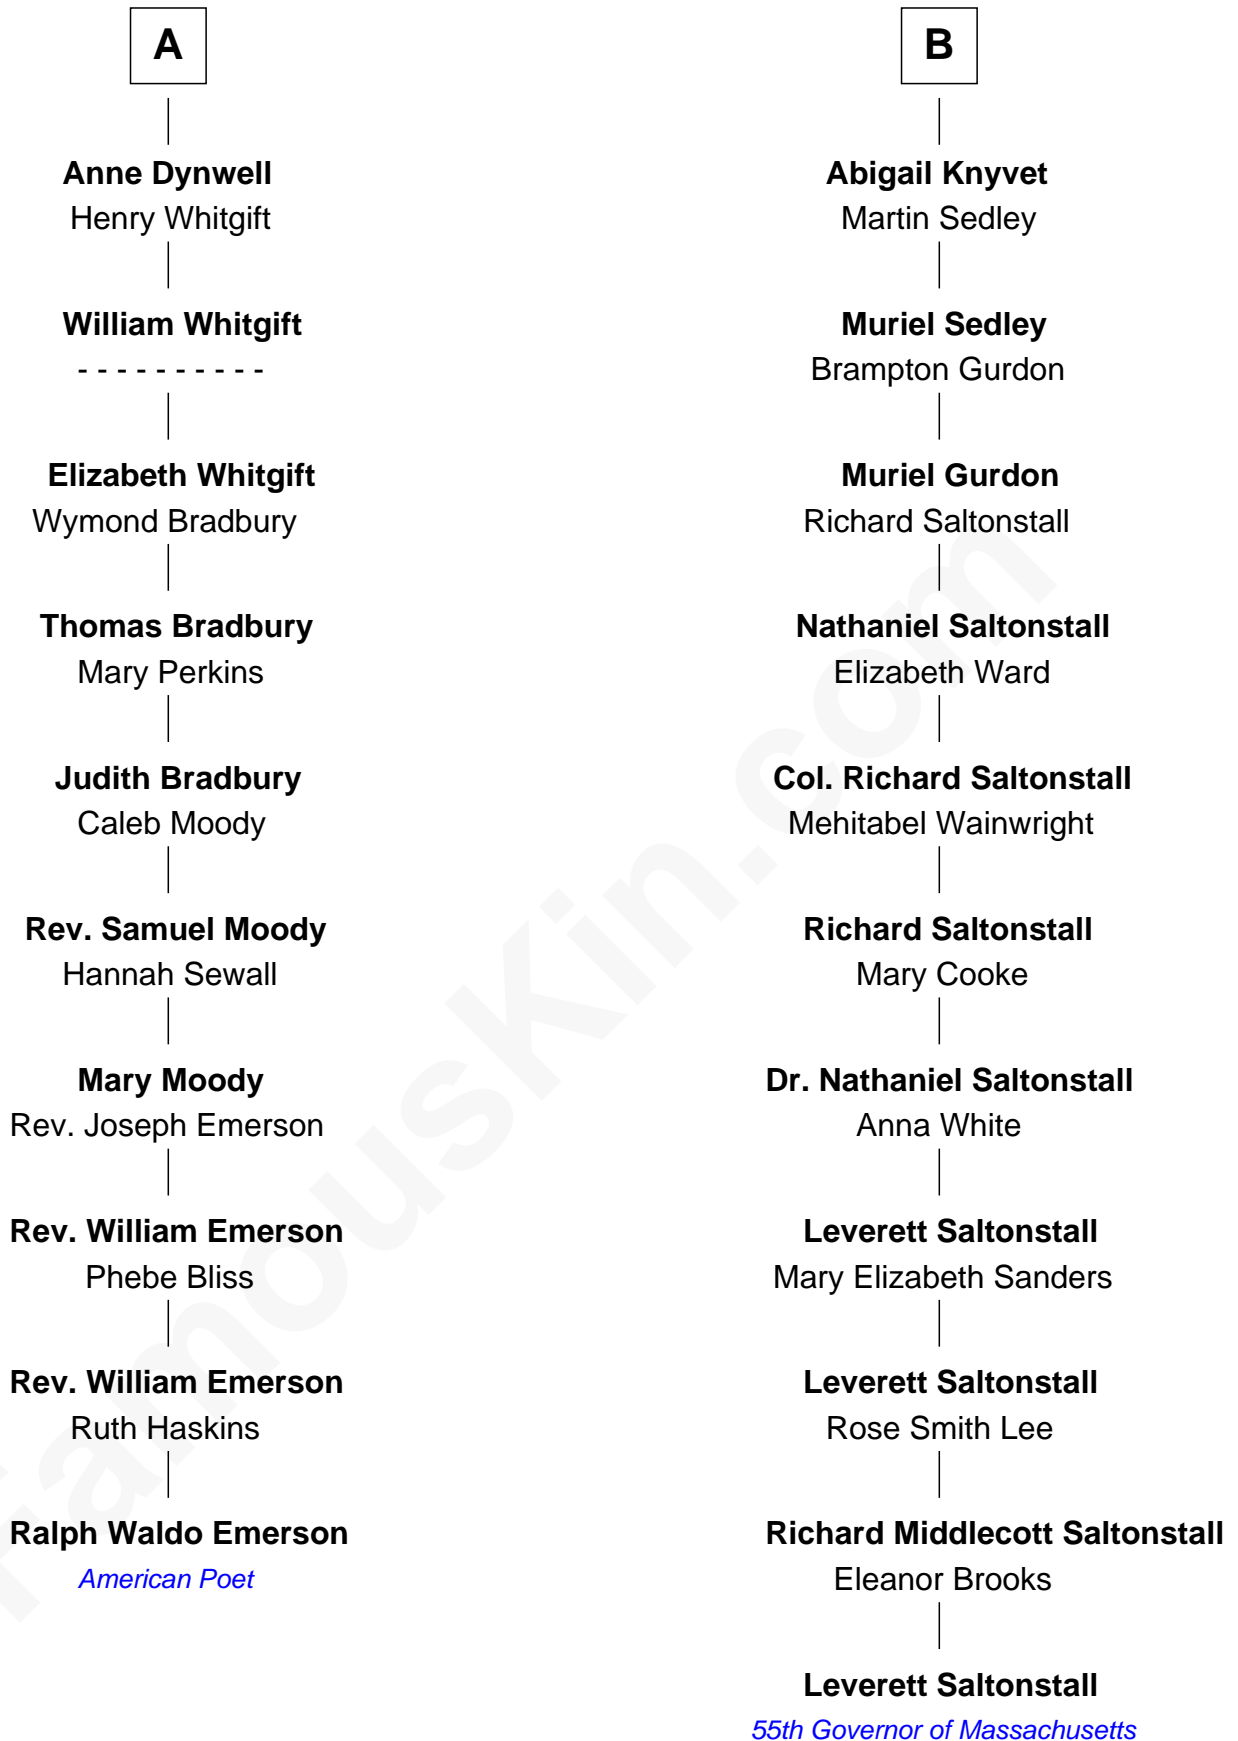 A
Anne Dynwell
Henry Whitgift
William Whitgift
- - - - - - - - - -
Elizabeth Whitgift
Wymond Bradbury
Thomas Bradbury
Mary Perkins
Judith Bradbury
Caleb Moody
Rev. Samuel Moody
Hannah Sewall
Mary Moody
Rev. Joseph Emerson
Rev. William Emerson
Phebe Bliss
Rev. William Emerson
Ruth Haskins
Ralph Waldo Emerson
American Poet
B
Abigail Knyvet
Martin Sedley
Muriel Sedley
Brampton Gurdon
Muriel Gurdon
Richard Saltonstall
Nathaniel Saltonstall
Elizabeth Ward
Col. Richard Saltonstall
Mehitabel Wainwright
Richard Saltonstall
Mary Cooke
Dr. Nathaniel Saltonstall
Anna White
Leverett Saltonstall
Mary Elizabeth Sanders
Leverett Saltonstall
Rose Smith Lee
Richard Middlecott Saltonstall
Eleanor Brooks
Leverett Saltonstall
55th Governor of Massachusetts
FamousKin.com